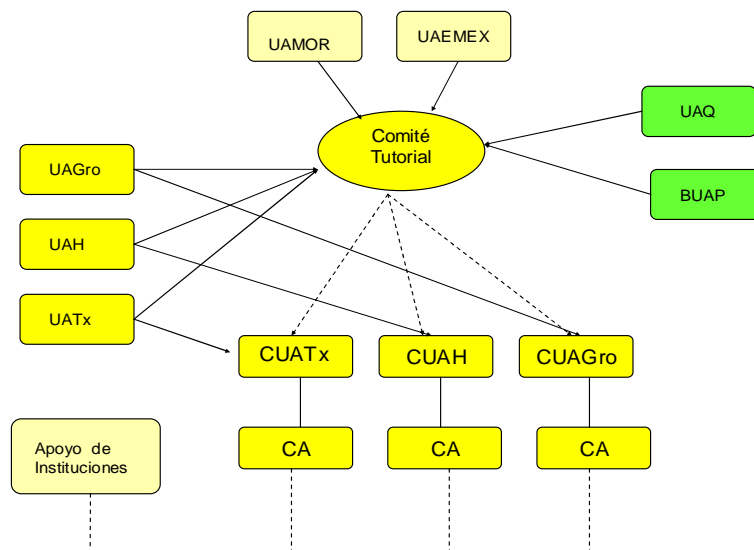 UAMOR
UAEMEX
UAQ
Comité
Tutorial
UAGro
BUAP
UAH
UATx
CUATx
CUAH
CUAGro
Apoyo de
Instituciones
CA
CA
CA